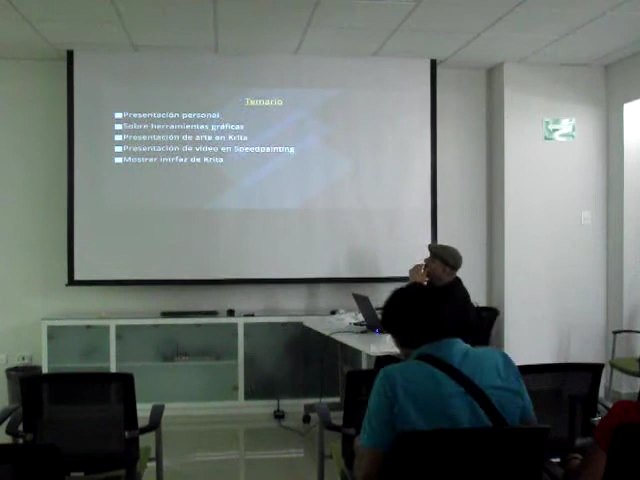 Temario
Presentación personal
Sobre herramientas gráficas
Presentación de arte en Krita
Presentación de video en Speedpainting
Mostrar inirfaz de Krita